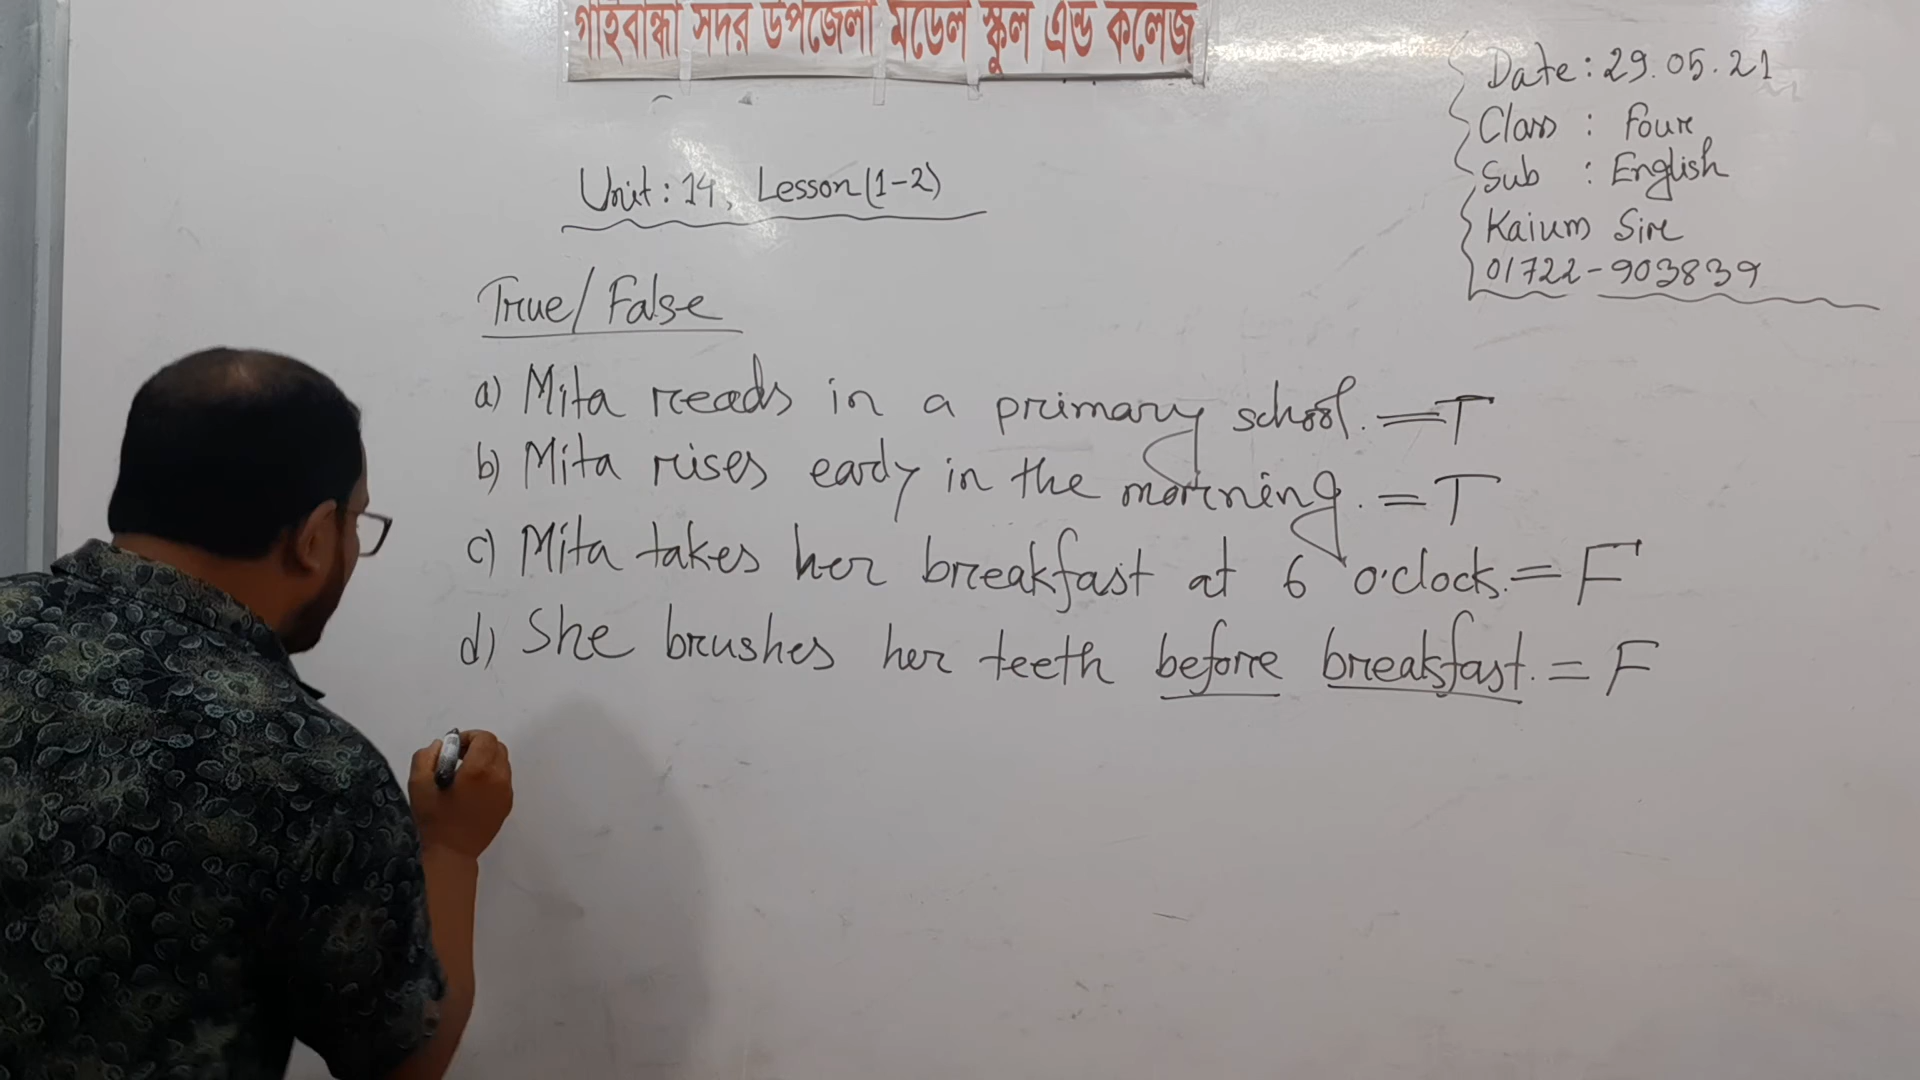 গাইবান্ধা সদর উপজেলা মডেল স্কুল এন্ড কলেজ
Date: 29.05.21
Class : Four
Sub : English
Kaium Sir
01722-903839
Unit: 14, Lesson (1-2)
True/False
a) Mita reads in a primary school. = T
b) Mita rises early in the morning. = T
c) Mita takes her breakfast at 6 o'clock. = F
d) She brushes her teeth before breakfast. = F